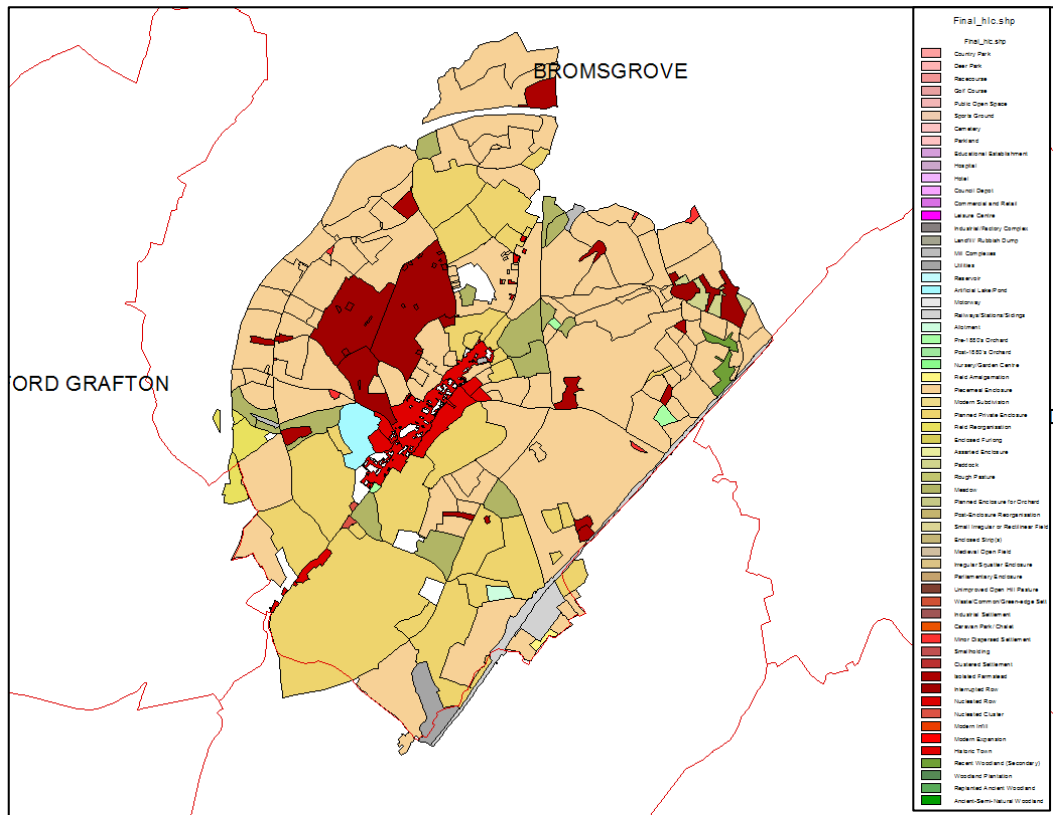 BROMSGROVE
FORD GRAFTON
Final_hlc.shp
Final_hlc.shp
Country Park
Deer Park
Racecourse
Golf Course
Public Open Space
Sports Ground
Cemetery
Parkland
Educational Establishment
Hospital
Hotel
Council Depot
Commercial and Retail
Leisure Centre
Industrial Factory Complex
Landfill/ Rubbish Dump
Mill Complexes
Utilities
Reservoir
Artificial Lake/Pond
Motorway
Railways/Stations/Sidings
Allotment
Pre-1880's Orchard
Post-1880's Orchard
Nursery/Garden Centre
Field Amalgamation
Piecemeal Enclosure
Modern Subdivision
Planned Private Enclosure
Field Reorganisation
Enclosed Furlong
Assarted Enclosure
Paddock
Rough Pasture
Meadow
Planned Enclosure for Orchard
Post-Enclosure Reorganisation
Small Irregular or Rectilinear Field
Enclosed Strip(s)
Medieval Open Field
Irregular Squatter Enclosure
Parliamentary Enclosure
Unimproved Open Hill Pasture
Waste/Common/Green-edge Sett
Industrial Settlement
Caravan Park/ Chalet
Minor Dispersed Settlement
Smallholding
Clustered Settlement
Isolated Farmstead
Interrupted Row
Nucleated Row
Nucleated Cluster
Modern Infill
Modern Expansion
Historic Town
Recent Woodland (Secondary)
Woodland Plantation
Replanted Ancient Woodland
Ancient-Semi-Natural Woodland